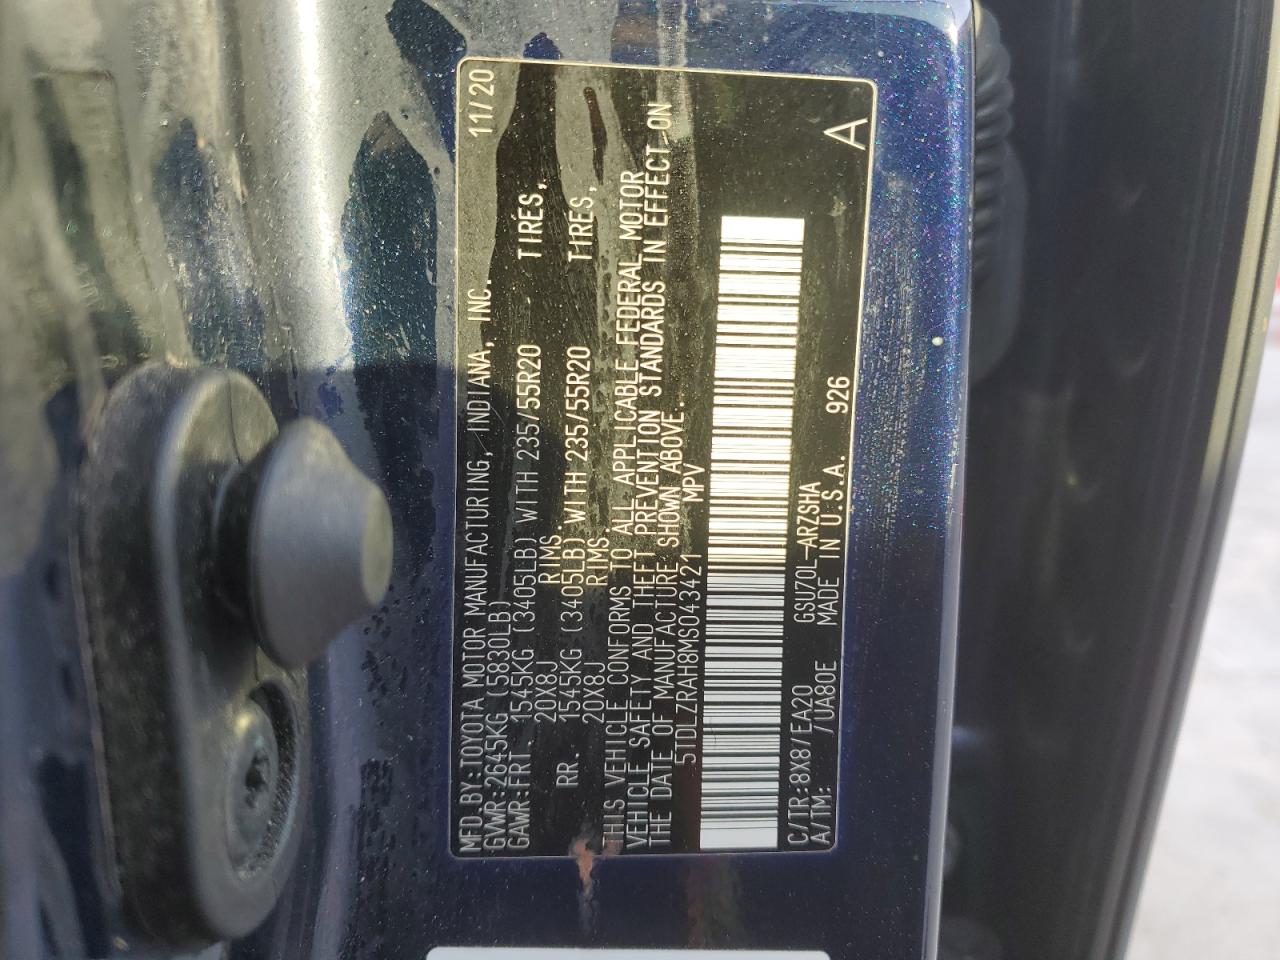 MFD.BY:TOYOTA MOTOR MANUFACTURING, INDIANA, INC. 11/20
GVWR:2645KG(5830LB)
GAWR:FRT. 1545KG(3405LB)WITH 235/55R20 TIRES,
20X8J RIMS.
RR. 1545KG(3405LB)WITH 235/55R20 TIRES,
20X8J RIMS.
THIS VEHICLE CONFORMS TO ALL APPLICABLE FEDERAL MOTOR
VEHICLE SAFETY AND THEFT PREVENTION STANDARDS IN EFFECT ON
THE DATE OF MANUFACTURE SHOWN ABOVE.
5TDLZRAH8MS043421 MPV
C/TR:8X8/EA20 GSU70L-ARZSHA
A/TM: /UA80E MADE IN U.S.A. 926 A